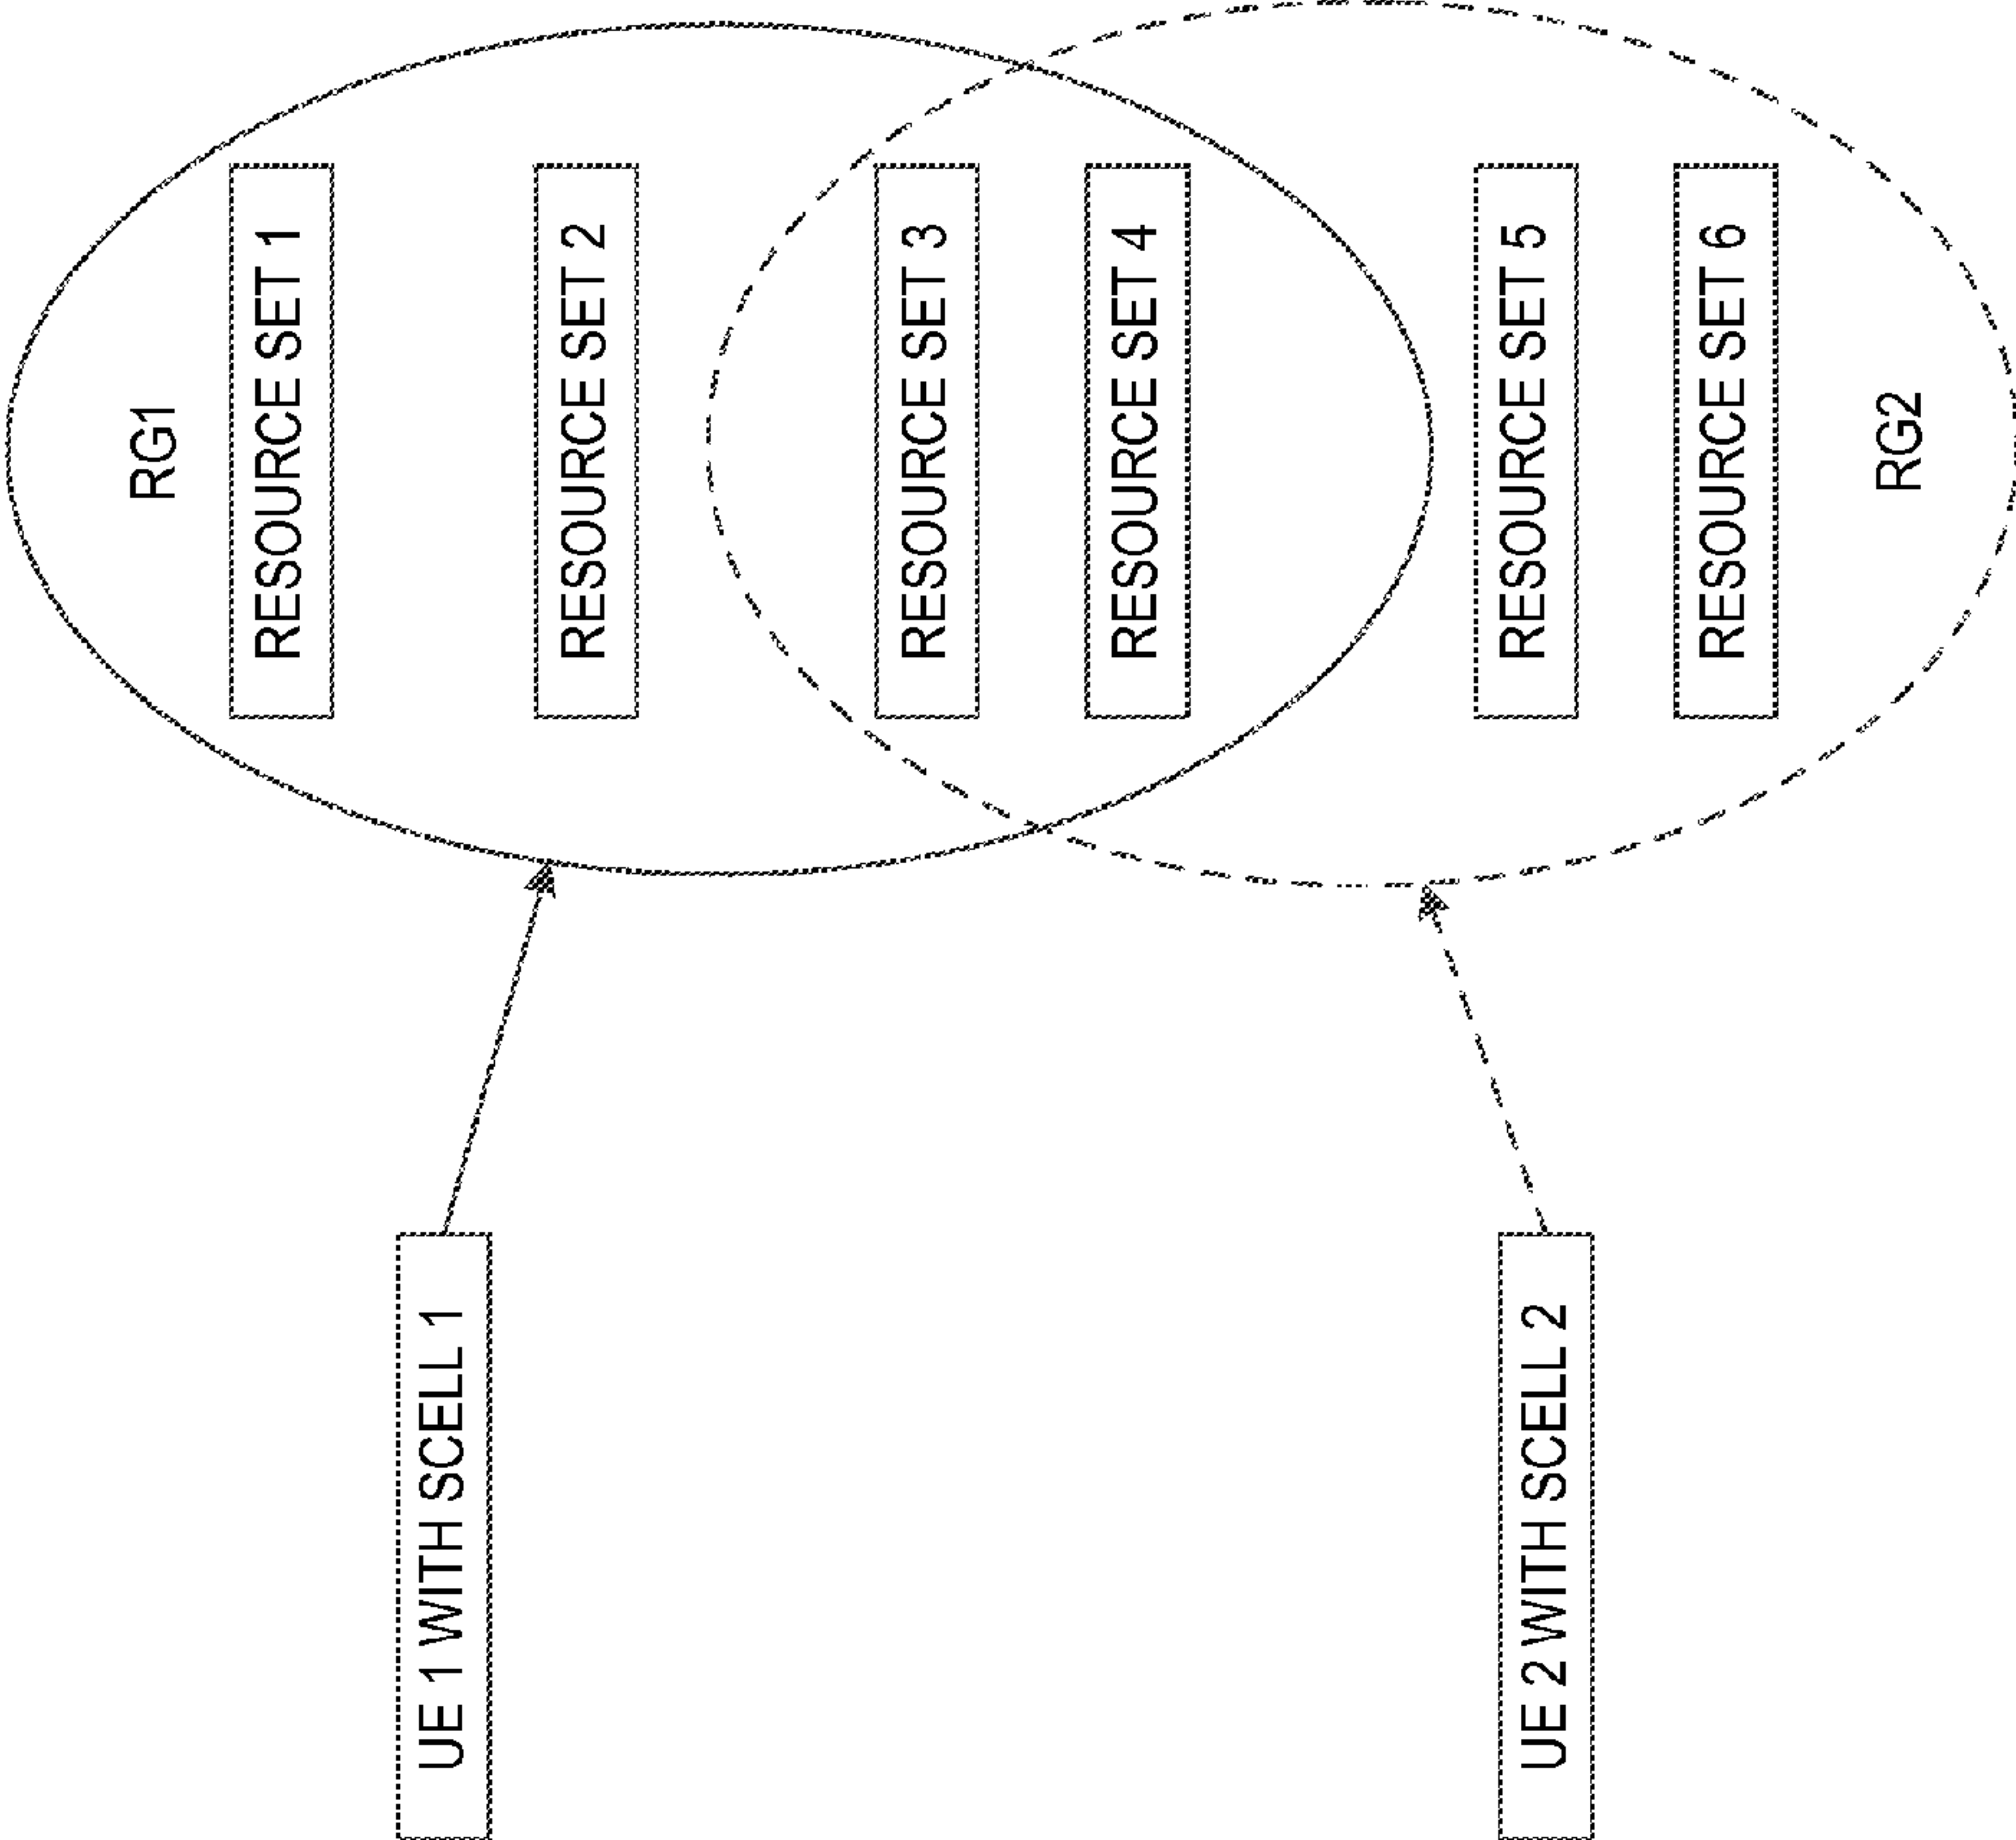 RG1
RESOURCE SET 1
RESOURCE SET 2
RESOURCE SET 3
RESOURCE SET 4
RESOURCE SET 5
RESOURCE SET 6
RG2
UE 1 WITH SCELL 1
UE 2 WITH SCELL 2